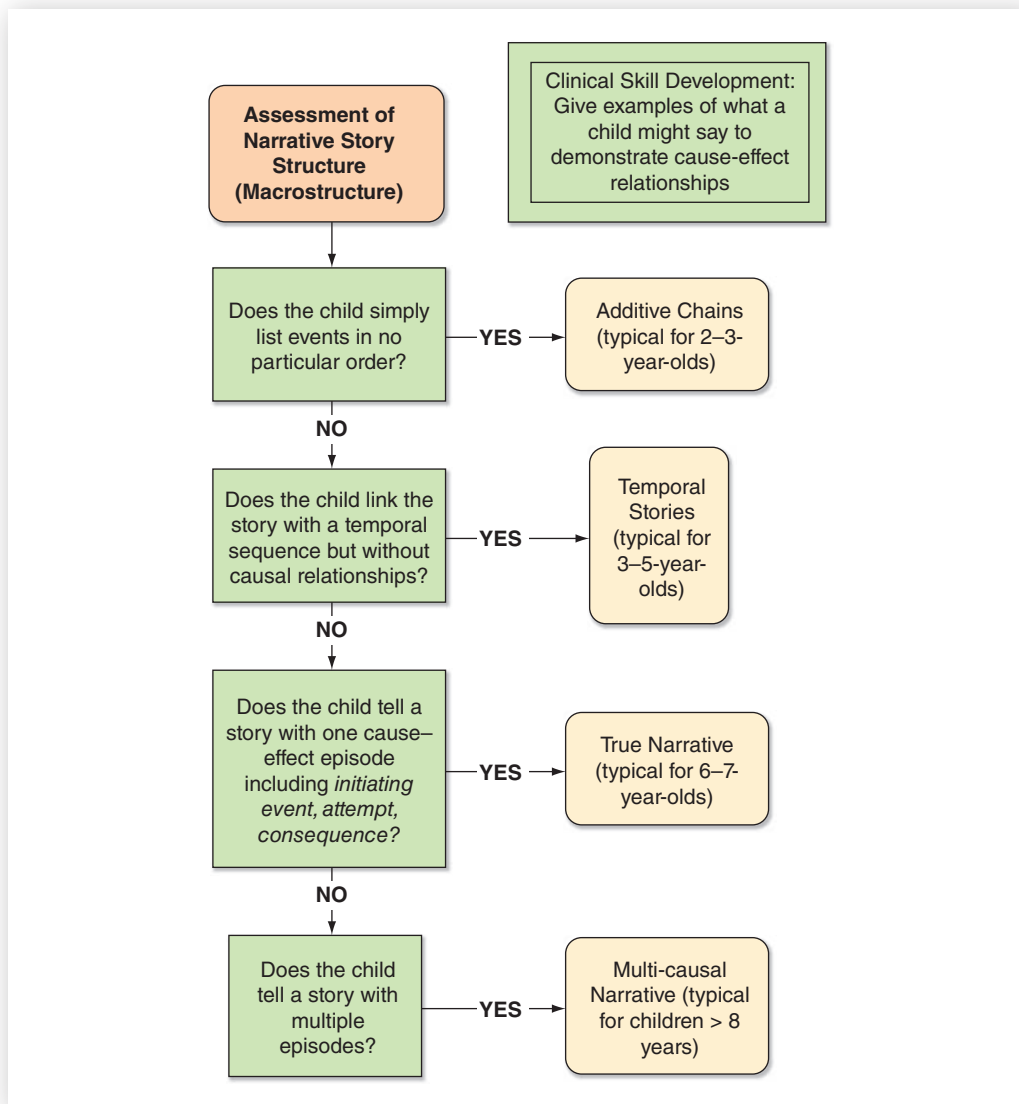 Assessment of
Narrative Story
Structure
(Macrostructure)
Clinical Skill Development:
Give examples of what a
child might say to
demonstrate cause-effect
relationships
Does the child simply
list events in no
particular order?
YES
Additive Chains
(typical for 2–3-
year-olds)
NO
Does the child link the
story with a temporal
sequence but without
causal relationships?
YES
Temporal
Stories
(typical for
3–5-year-
olds)
NO
Does the child tell a
story with one cause–
effect episode
including initiating
event, attempt,
consequence?
YES
True Narrative
(typical for 6–7-
year-olds)
NO
Does the child
tell a story with
multiple
episodes?
YES
Multi-causal
Narrative (typical
for children > 8
years)